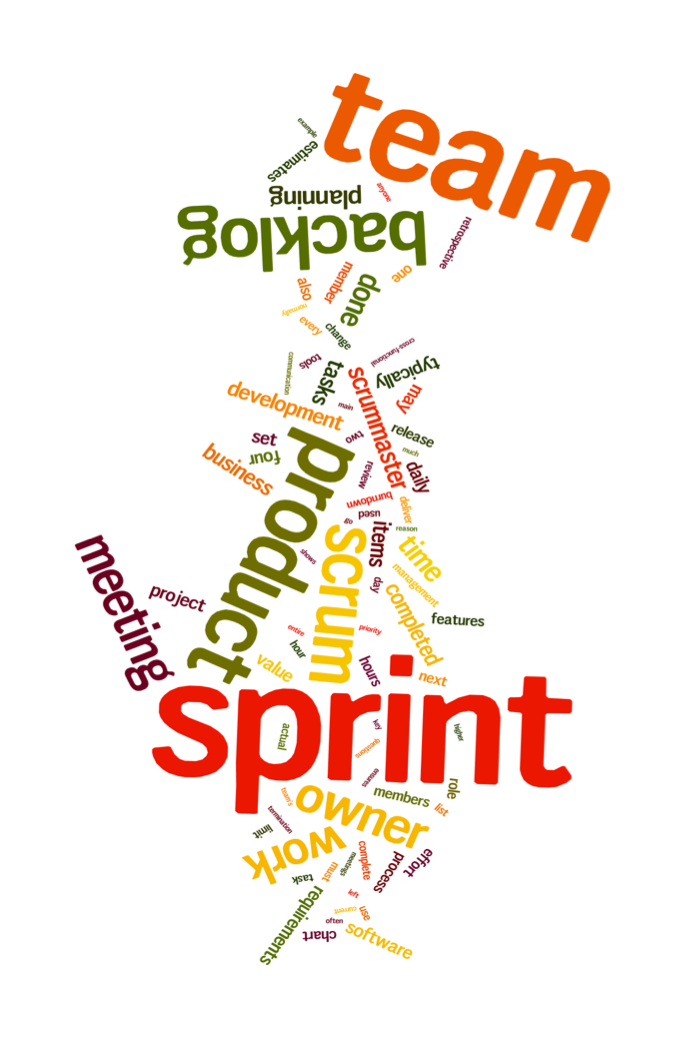 team
example
estimates
planning
anyone
backlog
retrospective
also
member
done
one
normally
every
change
communication
tools
tasks
cross-functional
typically
scrummaster
may
development
main
set
four
two
release
much
business
product
review
daily
burndown
deliver
used
go
items
reason
time
scrum
shows
day
management
meeting
project
completed
features
entire
priority
hour
value
hours
next
sprint
actual
key
questions
higher
ensures
members
role
list
team's
owner
termination
limit
work
meetings
complete
process
effort
task
must
left
requirements
current
use
often
chart
software